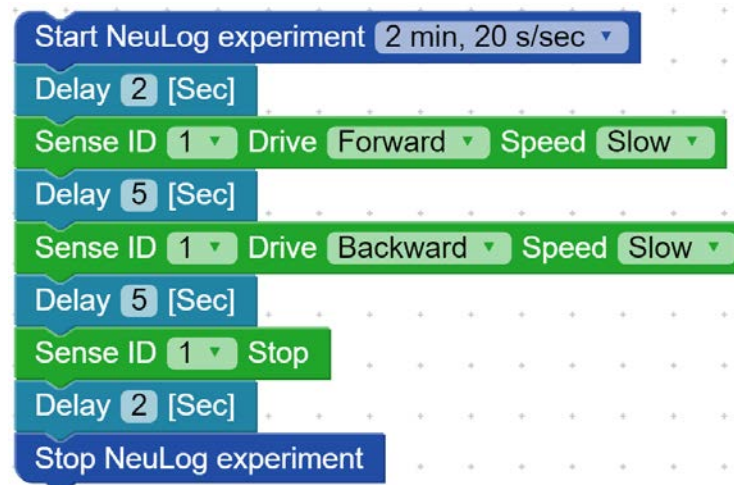 Start NeuLog experiment 2 min, 20 s/sec
Delay 2 [Sec]
Sense ID 1 Drive Forward Speed Slow
Delay 5 [Sec]
Sense ID 1 Drive Backward Speed Slow
Delay 5 [Sec]
Sense ID 1 Stop
Delay 2 [Sec]
Stop NeuLog experiment